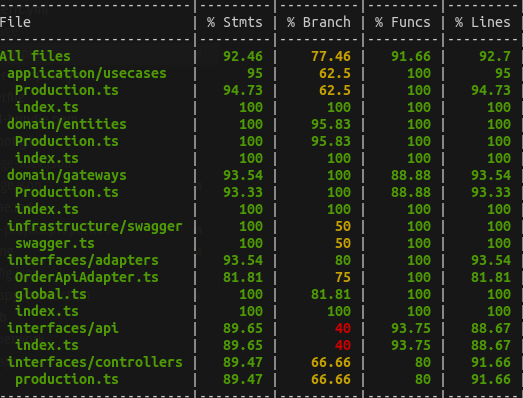 File | % Stmts | % Branch | % Funcs | % Lines
All files | 92.46 | 77.46 | 91.66 | 92.7
application/usecases | 95 | 62.5 | 100 | 95
Production.ts | 94.73 | 62.5 | 100 | 94.73
index.ts | 100 | 100 | 100 | 100
domain/entities | 100 | 95.83 | 100 | 100
Production.ts | 100 | 95.83 | 100 | 100
index.ts | 100 | 100 | 100 | 100
domain/gateways | 93.54 | 100 | 88.88 | 93.54
Production.ts | 93.33 | 100 | 88.88 | 93.33
index.ts | 100 | 100 | 100 | 100
infrastructure/swagger | 100 | 50 | 100 | 100
swagger.ts | 100 | 50 | 100 | 100
interfaces/adapters | 93.54 | 80 | 100 | 93.54
OrderApiAdapter.ts | 81.81 | 75 | 100 | 81.81
global.ts | 100 | 81.81 | 100 | 100
index.ts | 100 | 100 | 100 | 100
interfaces/api | 89.65 | 40 | 93.75 | 88.67
index.ts | 89.65 | 40 | 93.75 | 88.67
interfaces/controllers | 89.47 | 66.66 | 80 | 91.66
production.ts | 89.47 | 66.66 | 80 | 91.66